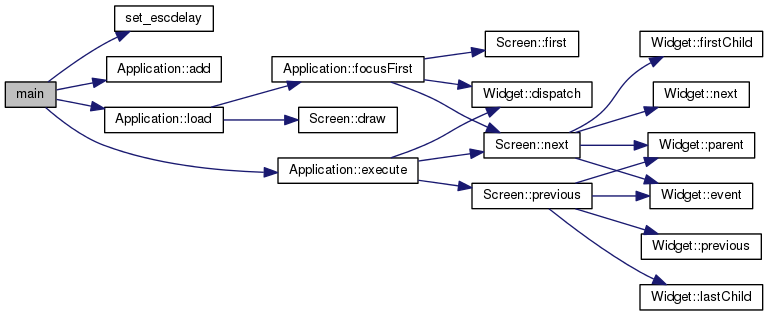 main
set_escdelay
Application::add
Application::load
Application::focusFirst
Screen::draw
Application::execute
Screen::first
Widget::dispatch
Screen::next
Screen::previous
Widget::firstChild
Widget::next
Widget::parent
Widget::event
Widget::previous
Widget::lastChild